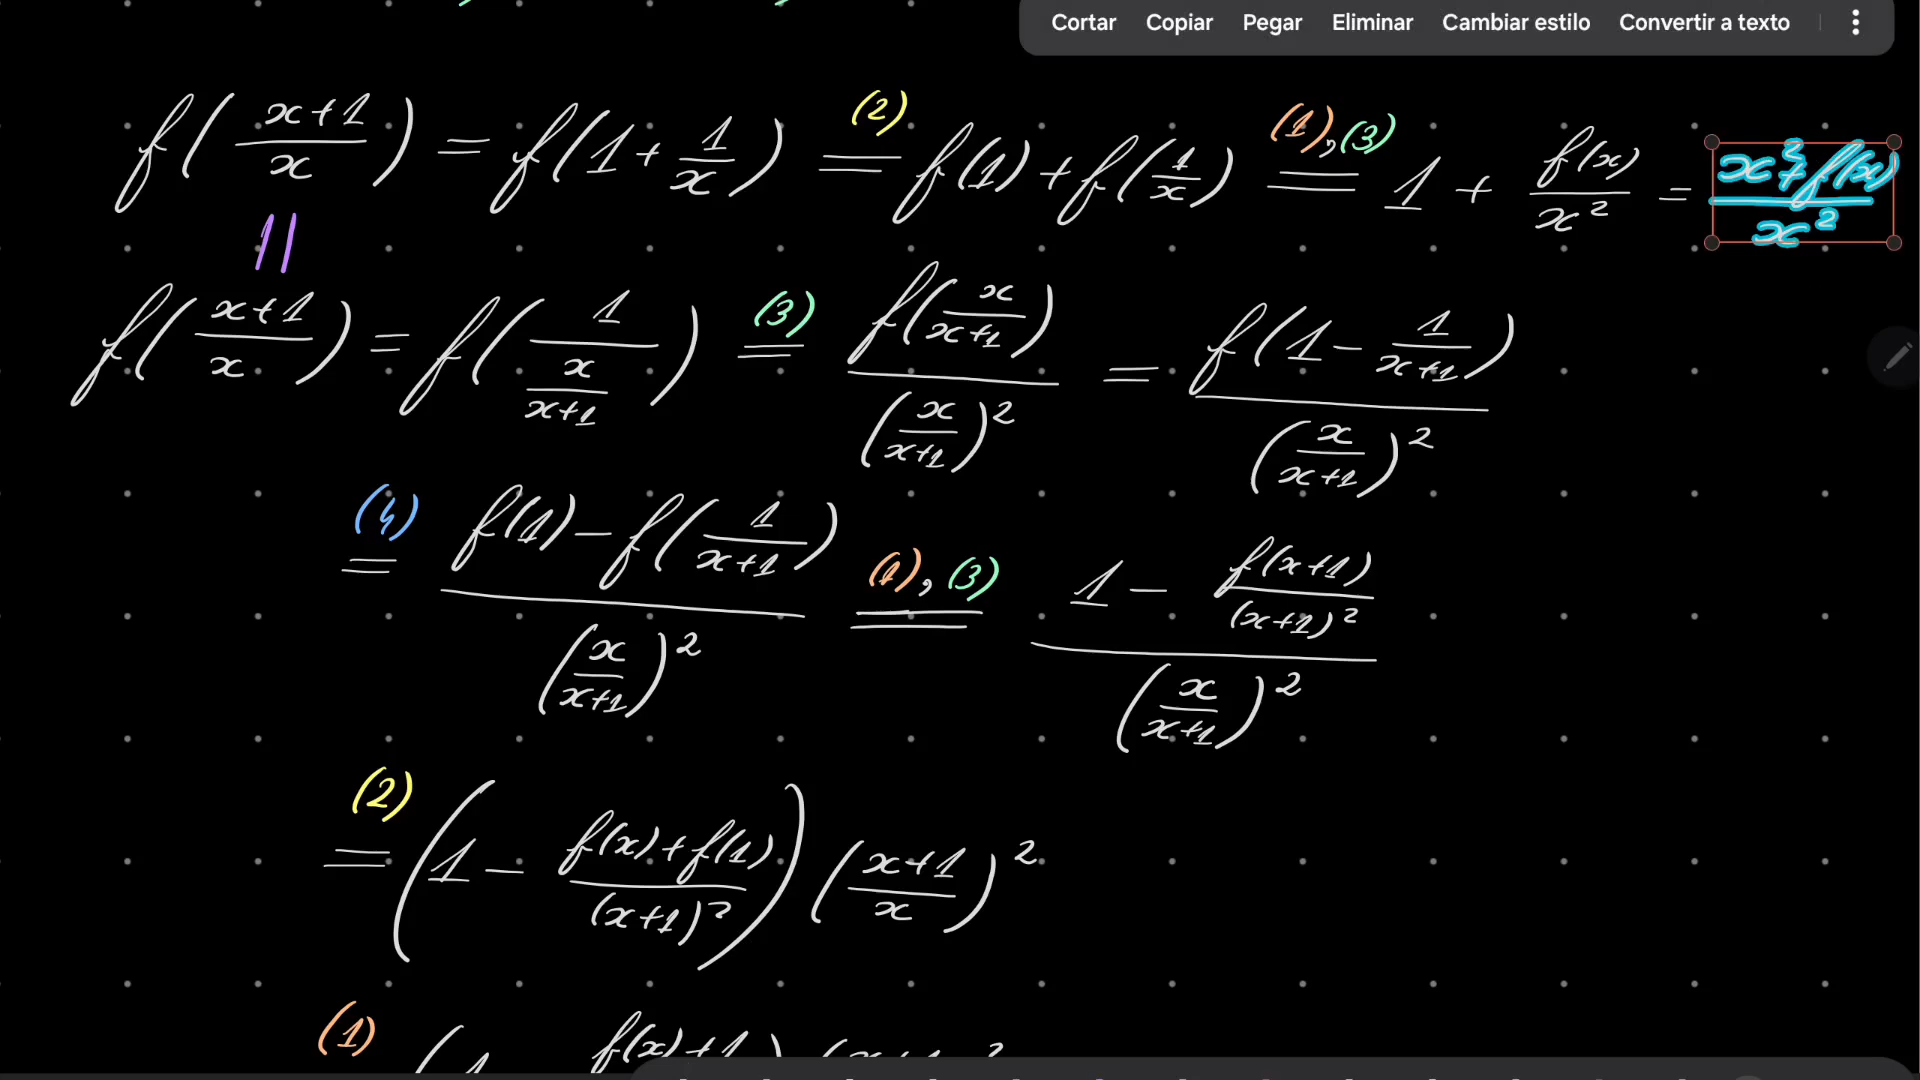 Cortar Copiar Pegar Eliminar Cambiar estilo Convertir a texto
f((x+1)/x) = f(1 + 1/x) =^(2) f(1) + f(1/x) =^(1),(3) 1 + f(x)/x² = (x² + f(x))/x²
||
f((x+1)/x) = f(1/(x/(x+1))) =^(3) f(x/(x+1))/(x/(x+1))² = f(1 - 1/(x+1))/(x/(x+1))²
=^(4) (f(1) - f(1/(x+1)))/(x/(x+1))² =^(1),(3) (1 - f(x+1)/(x+1)²)/(x/(x+1))²
=^(2) (1 - (f(x)+f(1))/(x+1)²)((x+1)/x)²
(1) f(x)+1